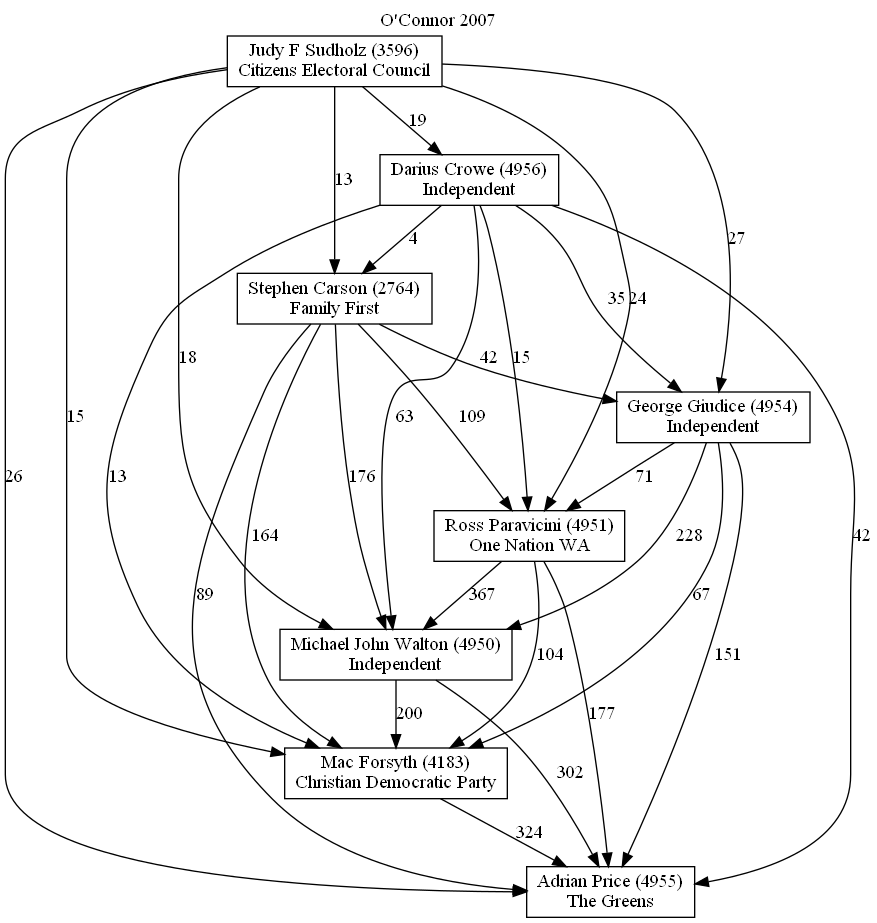 O'Connor 2007
Judy F Sudholz (3596)
Citizens Electoral Council
19
Darius Crowe (4956)
Independent
13
4
27
Stephen Carson (2764)
Family First
35
24
18
42
15
George Giudice (4954)
Independent
15
63
109
26
13
176
71
Ross Paravicini (4951)
One Nation WA
164
228
42
89
367
67
Michael John Walton (4950)
Independent
104
151
200
177
Mac Forsyth (4183)
Christian Democratic Party
302
324
Adrian Price (4955)
The Greens